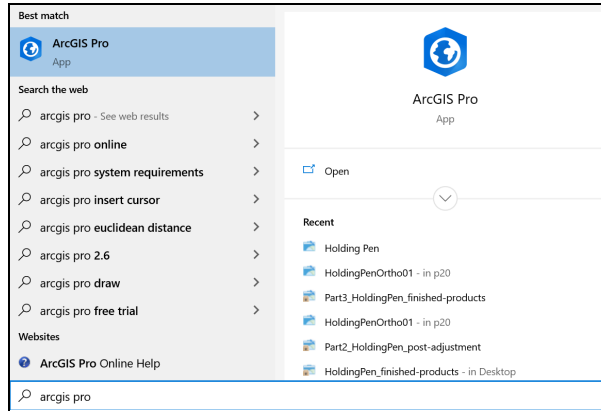 Best match
ArcGIS Pro
App
Search the web
arcgis pro - See web results
arcgis pro online
arcgis pro system requirements
arcgis pro insert cursor
arcgis pro euclidean distance
arcgis pro 2.6
arcgis pro draw
arcgis pro free trial
Websites
ArcGIS Pro Online Help
arcgis pro
ArcGIS Pro
App
Open
Recent
Holding Pen
HoldingPenOrtho01 - in p20
Part3_HoldingPen_finished-products
HoldingPenOrtho01 - in p20
Part2_HoldingPen_post-adjustment
HoldingPen_finished-products - in Desktop